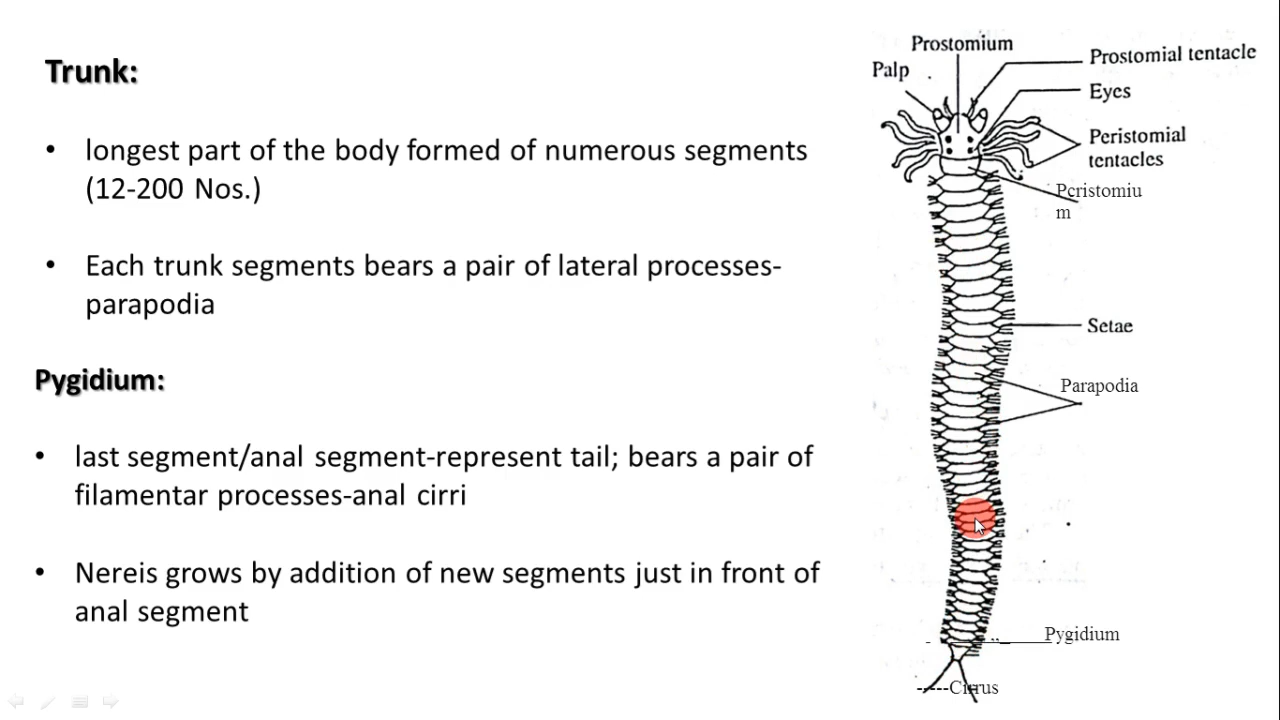 Trunk:
• longest part of the body formed of numerous segments
(12-200 Nos.)
• Each trunk segments bears a pair of lateral processes-
parapodia
Pygidium:
• last segment/anal segment-represent tail; bears a pair of
filamentar processes-anal cirri
• Nereis grows by addition of new segments just in front of
anal segment
Prostomium
Palp
Prostomial tentacle
Eyes
Peristomial
tentacles
Peristomiu
m
Setae
Parapodia
Pygidium
Cirrus